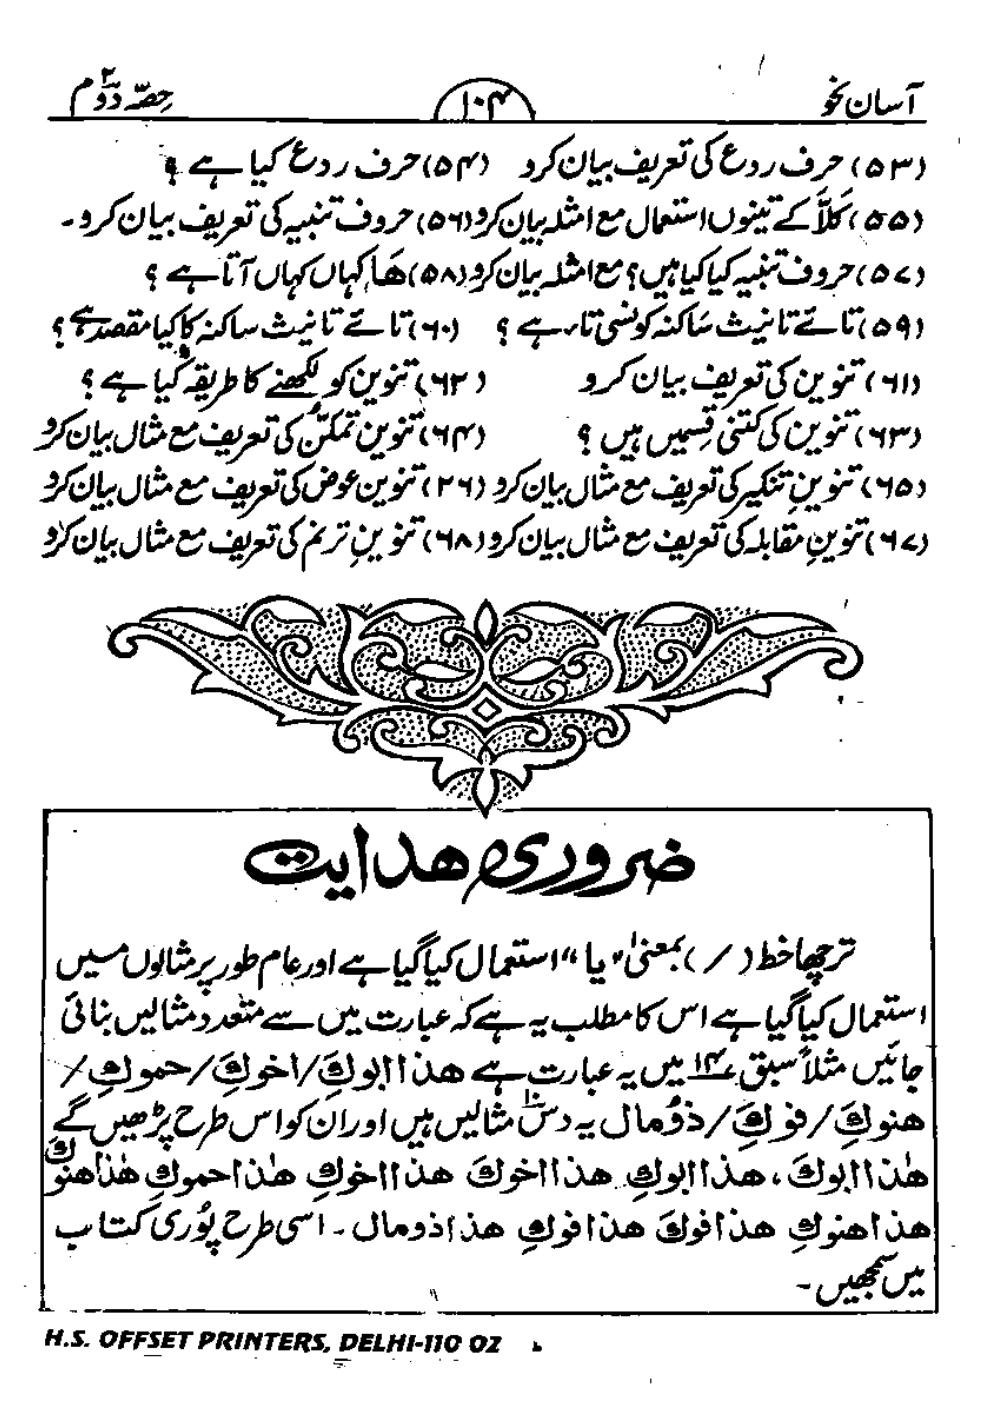 آسان نحو ۱۰۴ حصّہ دوم۲
(۵۳) حرف ردع کی تعریف بیان کرو (۵۴) حرف ردع کیا ہے ؟
(۵۵) کَلَّا کے تینوں استعمال مع امثلہ بیان کرو (۵۶) حروف تنبیہ کی تعریف بیان کرو۔
(۵۷) حروف تنبیہ کیا کیا ہیں؟ مع امثلہ بیان کرو (۵۸) ھَا، کہاں کہاں آتا ہے ؟
(۵۹) تائے تانیث ساکنہ کونسی تاء ہے ؟ (۶۰) تائے تانیث ساکنہ کا کیا مقصد ہے؟
(۶۱) تنوین کی تعریف بیان کرو (۶۲) تنوین کو لکھنے کا طریقہ کیا ہے ؟
(۶۳) تنوین کی کتنی قسمیں ہیں ؟ (۶۴) تنوین تمکّن کی تعریف مع مثال بیان کرو
(۶۵) تنوینِ تنکیر کی تعریف مع مثال بیان کرو (۲۶) تنوین عوض کی تعریف مع مثال بیان کرو
(۶۷) تنوینِ مقابلہ کی تعریف مع مثال بیان کرو (۶۸) تنوینِ ترنم کی تعریف مع مثال بیان کرو
ضروری ھدایت
ترچھا خط ( / ) بمعنیٰ "یا" استعمال کیا گیا ہے اور عام طور پر مثالوں میں
استعمال کیا گیا ہے اس کا مطلب یہ ہے کہ عبارت میں سے متعدد مثالیں بنائی
جائیں مثلاً سبق ۱۴ میں یہ عبارت ہے ھذا ابوكَِ/اخوكَِ/حموكِ/
ھنوكَِ/فوكَِ/ذومال یہ دس۱۰ مثالیں ہیں اور ان کو اس طرح پڑھیں گے
ھٰذا ابوكَ، ھذا ابوكِ ھذا اخوكَ ھذا اخوكِ ھذا حموكِ ھٰذا ھنوكَ
ھذا ھنوكِ ھذا فوكَ ھذا فوكِ ھذا ذومال۔ اسی طرح پُوری کتاب
میں سمجھیں۔
H.S. OFFSET PRINTERS, DELHI-110 02